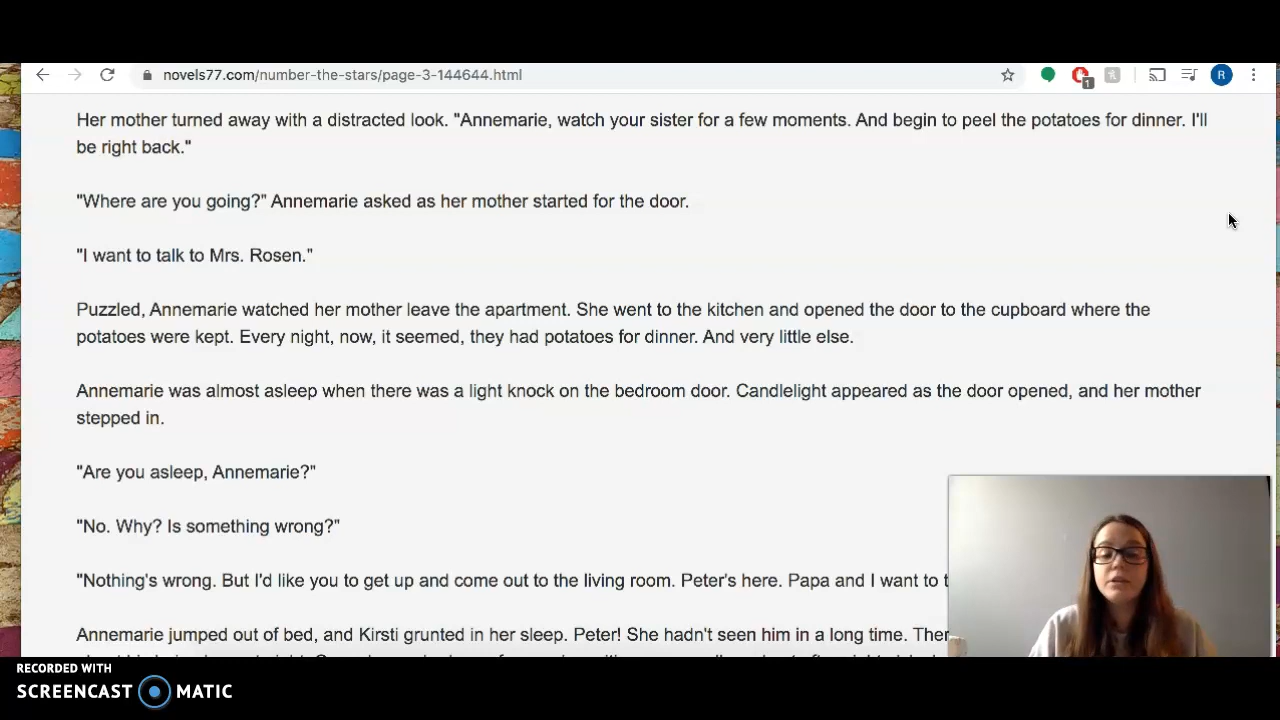 novels77.com/number-the-stars/page-3-144644.html
1
R
Her mother turned away with a distracted look. "Annemarie, watch your sister for a few moments. And begin to peel the potatoes for dinner. I'll
be right back."
"Where are you going?" Annemarie asked as her mother started for the door.
"I want to talk to Mrs. Rosen."
Puzzled, Annemarie watched her mother leave the apartment. She went to the kitchen and opened the door to the cupboard where the
potatoes were kept. Every night, now, it seemed, they had potatoes for dinner. And very little else.
Annemarie was almost asleep when there was a light knock on the bedroom door. Candlelight appeared as the door opened, and her mother
stepped in.
"Are you asleep, Annemarie?"
"No. Why? Is something wrong?"
"Nothing's wrong. But I'd like you to get up and come out to the living room. Peter's here. Papa and I want to
Annemarie jumped out of bed, and Kirsti grunted in her sleep. Peter! She hadn't seen him in a long time.
RECORDED WITH
SCREENCAST MATIC